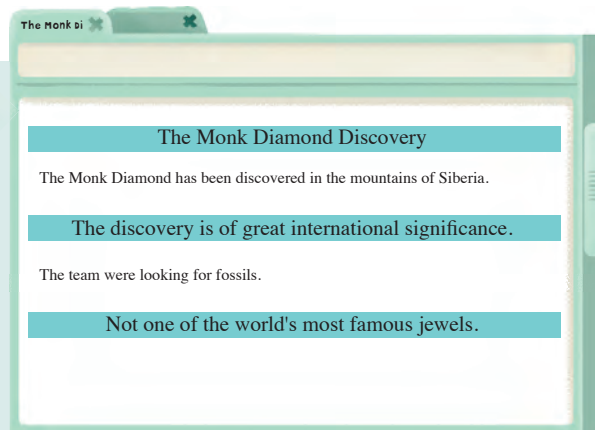 The Monk Di
The Monk Diamond Discovery
The Monk Diamond has been discovered in the mountains of Siberia.
The discovery is of great international significance.
The team were looking for fossils.
Not one of the world's most famous jewels.